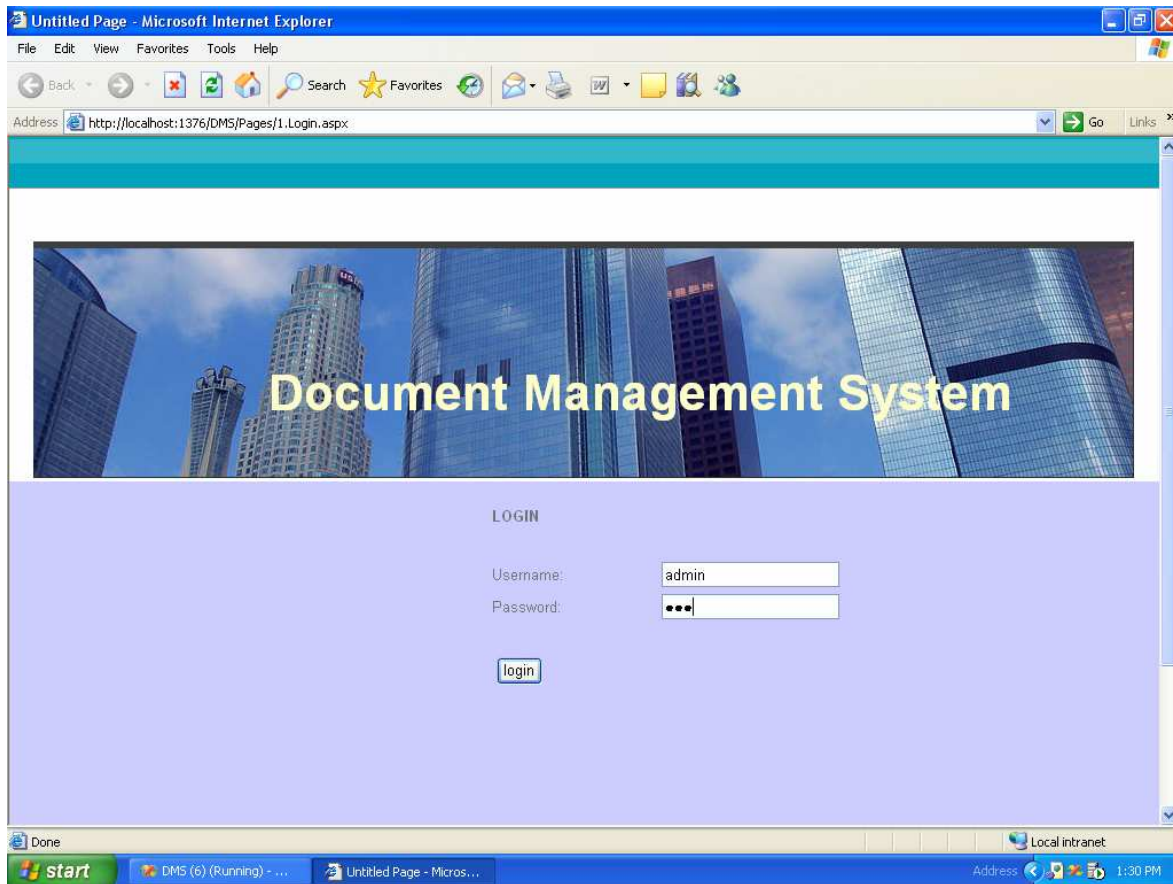 Untitled Page - Microsoft Internet Explorer
File Edit View Favorites Tools Help
Back Search Favorites W
Address http://localhost:1376/DMS/Pages/1.Login.aspx Go Links »
Document Management System
LOGIN
Username: admin
Password: •••
login
Done Local intranet
start DMS (6) (Running) - ... Untitled Page - Micros... Address 1:30 PM